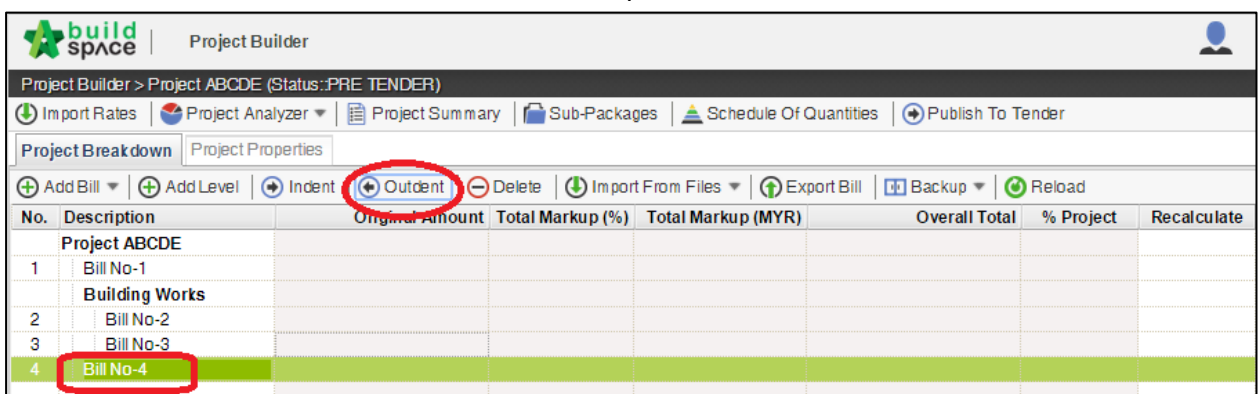 build space Project Builder
Project Builder > Project ABCDE (Status::PRE TENDER)
Import Rates Project Analyzer Project Summary Sub-Packages Schedule Of Quantities Publish To Tender
Project Breakdown Project Properties
Add Bill Add Level Indent Outdent Delete Import From Files Export Bill Backup Reload
No. Description Original Amount Total Markup (%) Total Markup (MYR) Overall Total % Project Recalculate
Project ABCDE
1 Bill No-1
Building Works
2 Bill No-2
3 Bill No-3
4 Bill No-4